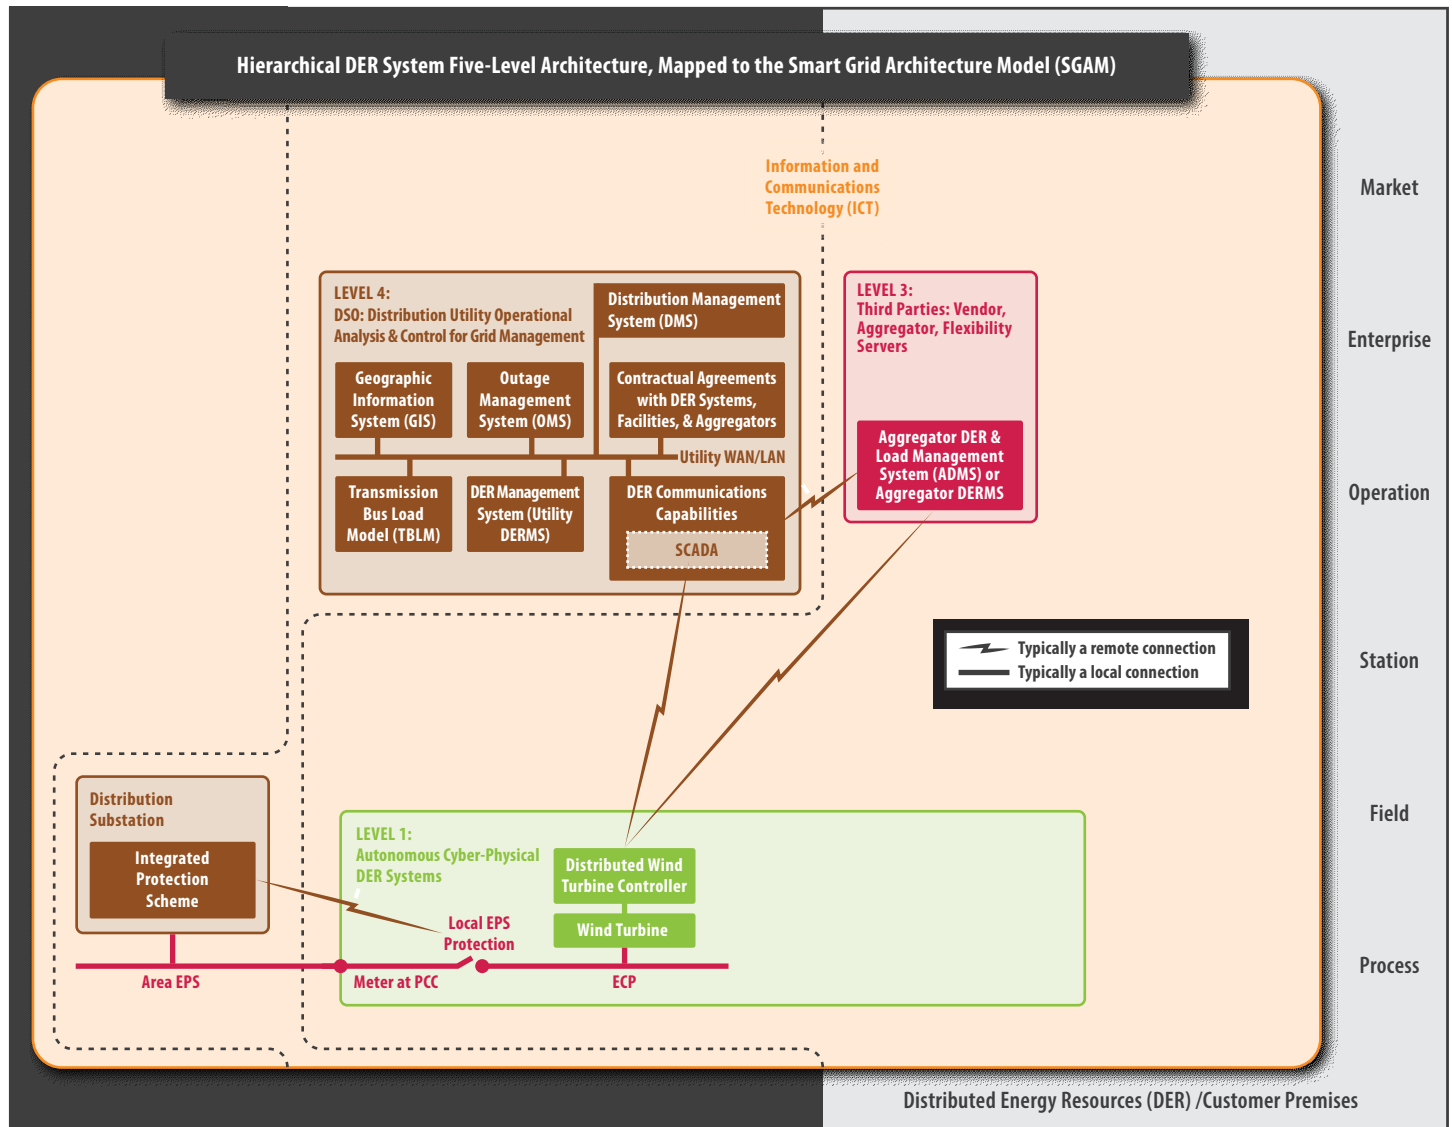 Hierarchical DER System Five-Level Architecture, Mapped to the Smart Grid Architecture Model (SGAM)
Information and
Communications
Technology (ICT)
Market
Enterprise
Operation
Station
Field
Process
LEVEL 4:
DSO: Distribution Utility Operational
Analysis & Control for Grid Management
Distribution Management
System (DMS)
Geographic
Information
System (GIS)
Outage
Management
System (OMS)
Contractual Agreements
with DER Systems,
Facilities, & Aggregators
Utility WAN/LAN
Transmission
Bus Load
Model (TBLM)
DER Management
System (Utility
DERMS)
DER Communications
Capabilities
SCADA
LEVEL 3:
Third Parties: Vendor,
Aggregator, Flexibility
Servers
Aggregator DER &
Load Management
System (ADMS) or
Aggregator DERMS
Typically a remote connection
Typically a local connection
Distribution
Substation
Integrated
Protection
Scheme
Area EPS
LEVEL 1:
Autonomous Cyber-Physical
DER Systems
Distributed Wind
Turbine Controller
Wind Turbine
Local EPS
Protection
Meter at PCC
ECP
Distributed Energy Resources (DER) /Customer Premises